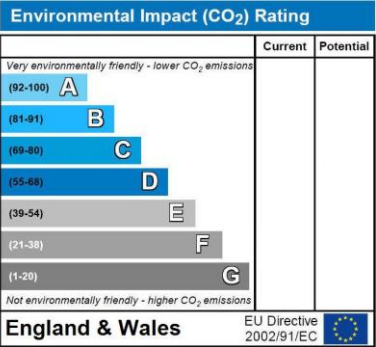 Environmental Impact (CO₂) Rating
Current Potential
Very environmentally friendly - lower CO₂ emissions
(92-100) A
(81-91) B
(69-80) C
(55-68) D
(39-54) E
(21-38) F
(1-20) G
Not environmentally friendly - higher CO₂ emissions
England & Wales
EU Directive
2002/91/EC